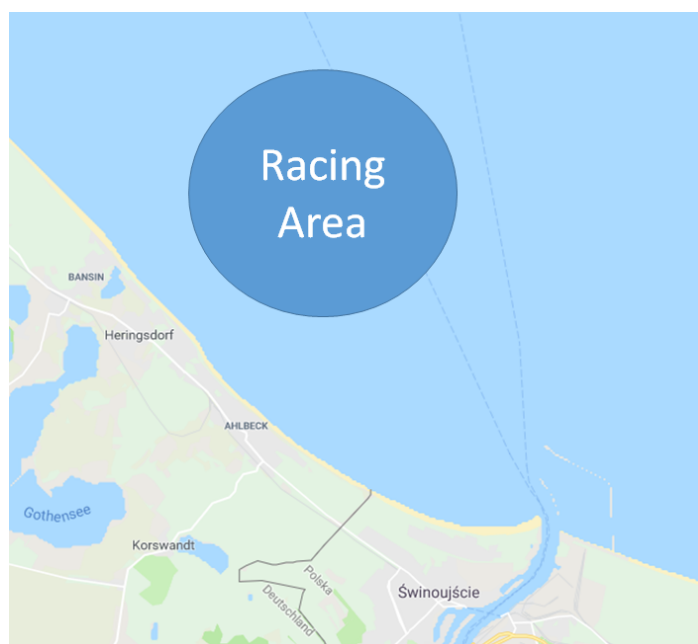 Racing
Area
BANSIN
Heringsdorf
AHLBECK
Gothensee
Korswandt
Polska
Deutschland
Świnoujście